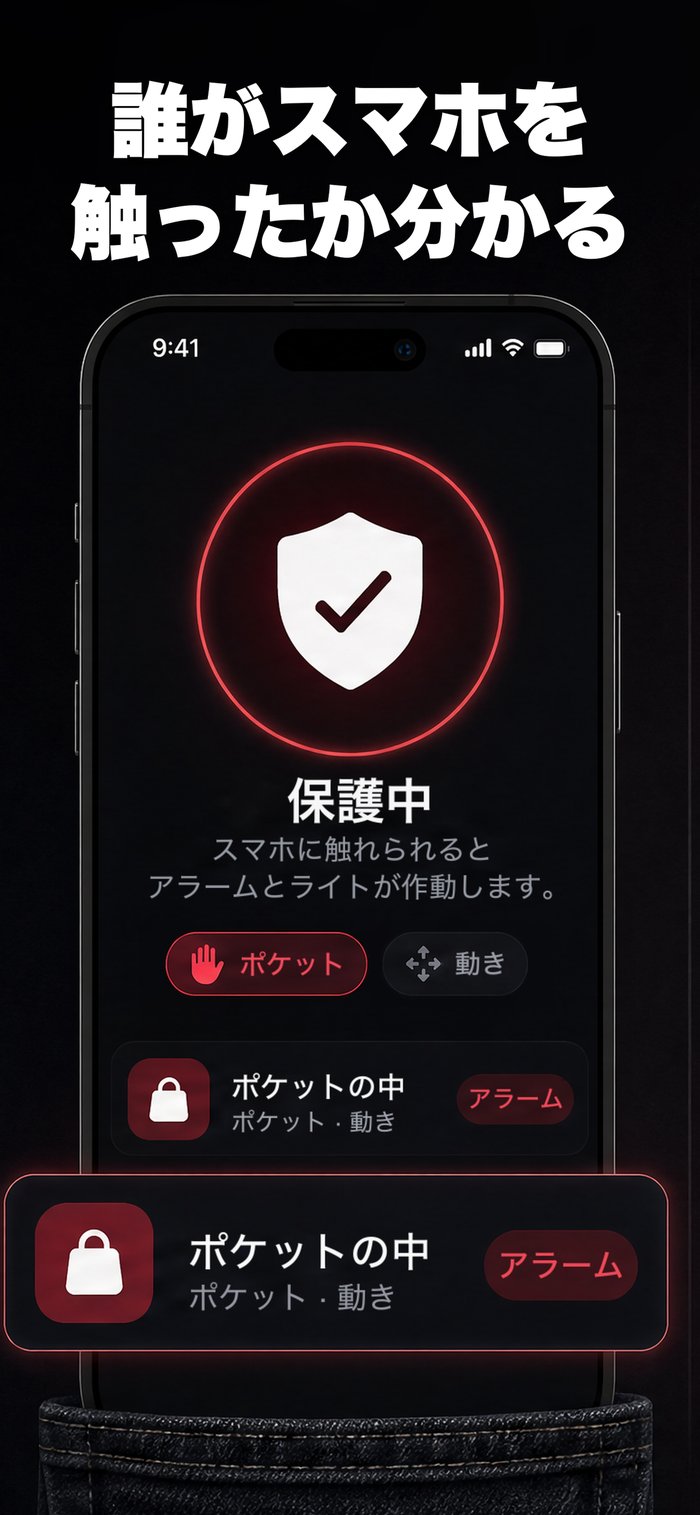 誰がスマホを
触ったか分かる
9:41
保護中
スマホに触れられると
アラームとライトが作動します。
ポケット
動き
ポケットの中
ポケット · 動き
アラーム
ポケットの中
ポケット · 動き
アラーム